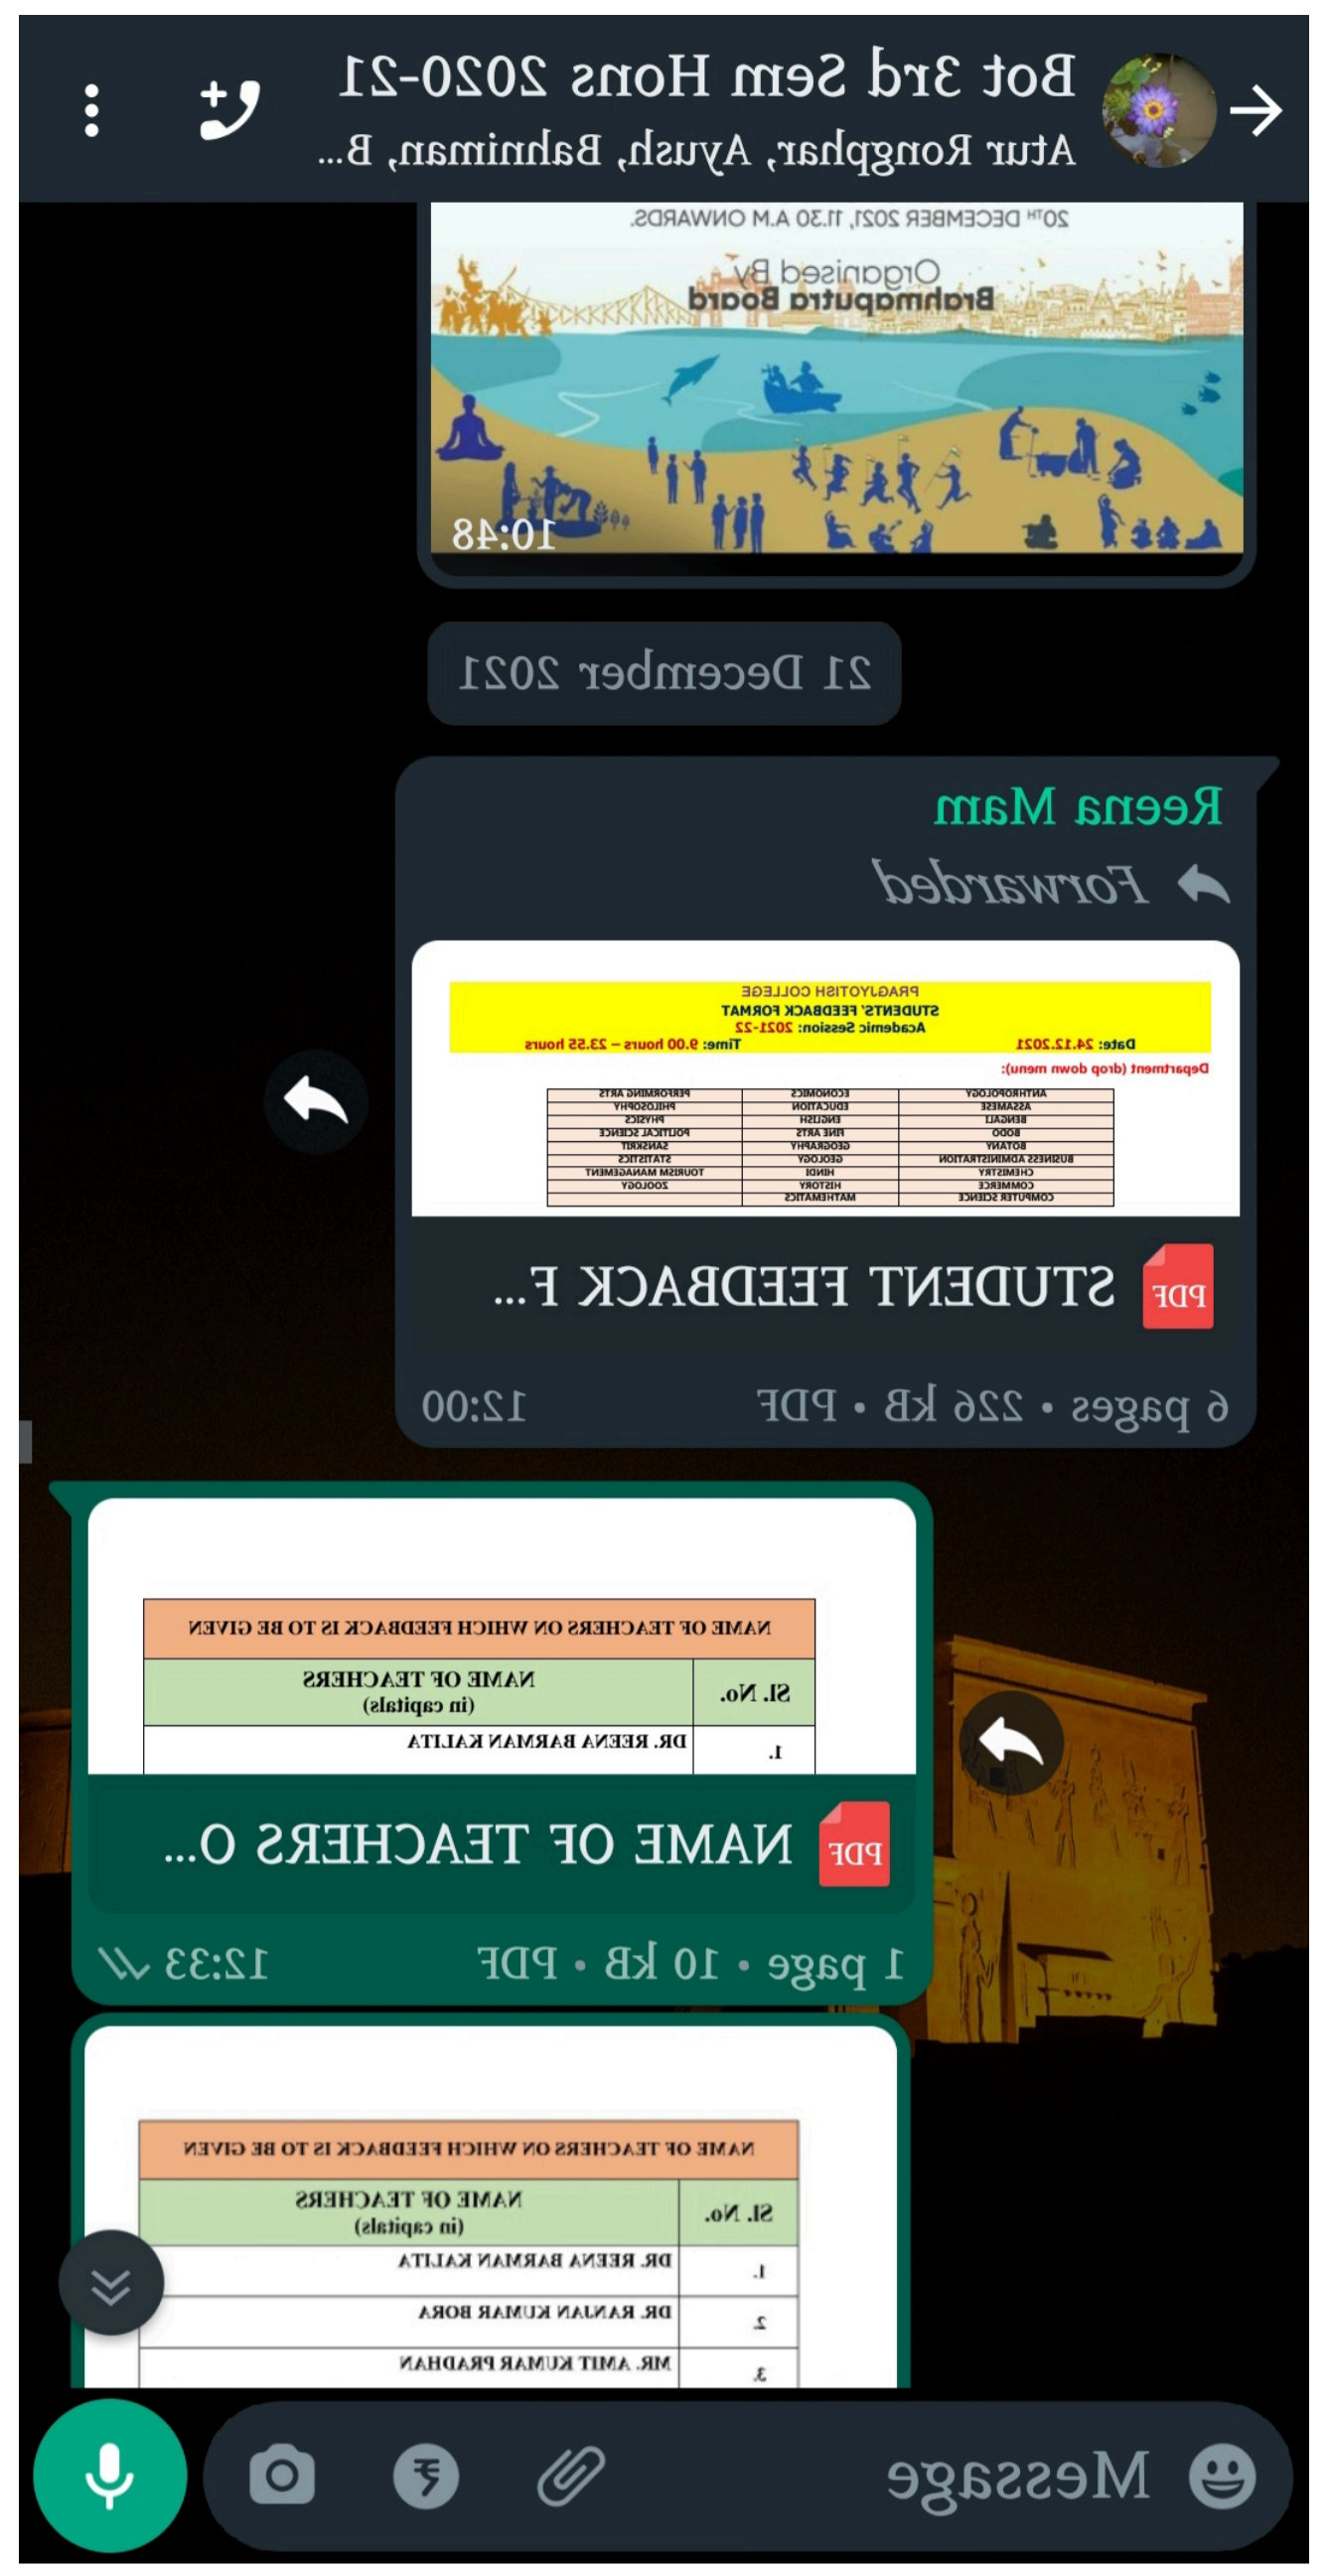 Bot 3rd Sem Hons 2020-21
Atur Rongphar, Ayush, Bahniman, B...
20TH DECEMBER 2021, 11.30 A.M ONWARDS.
Organised By
Brahmaputra Board
10:48
21 December 2021
Reena Mam
Forwarded
PRAGJYOTISH COLLEGE
STUDENTS' FEEDBACK FORMAT
Academic Session: 2021-22
Date: 24.12.2021 Time: 9.00 hours – 23.55 hours
Department (drop down menu):
ANTHROPOLOGY ECONOMICS PERFORMING ARTS
ASSAMESE EDUCATION PHILOSOPHY
BENGALI ENGLISH PHYSICS
BODO FINE ARTS POLITICAL SCIENCE
BOTANY GEOGRAPHY SANSKRIT
BUSINESS ADMINISTARTION GEOLOGY STATISTICS
CHEMISTRY HINDI TOURISM MANAGEMENT
COMMERCE HISTORY ZOOLOGY
COMPUTER SCIENCE MATHEMATICS
PDF STUDENT FEEDBACK F...
6 pages • 226 kB • PDF 12:00
NAME OF TEACHERS ON WHICH FEEDBACK IS TO BE GIVEN
Sl. No. NAME OF TEACHERS
(in capitals)
1. DR. REENA BARMAN KALITA
PDF NAME OF TEACHERS O...
1 page • 10 kB • PDF 12:33
NAME OF TEACHERS ON WHICH FEEDBACK IS TO BE GIVEN
Sl. No. NAME OF TEACHERS
(in capitals)
1. DR. REENA BARMAN KALITA
2. DR. RANJAN KUMAR BORA
3. MR. AMIT KUMAR PRADHAN
Message